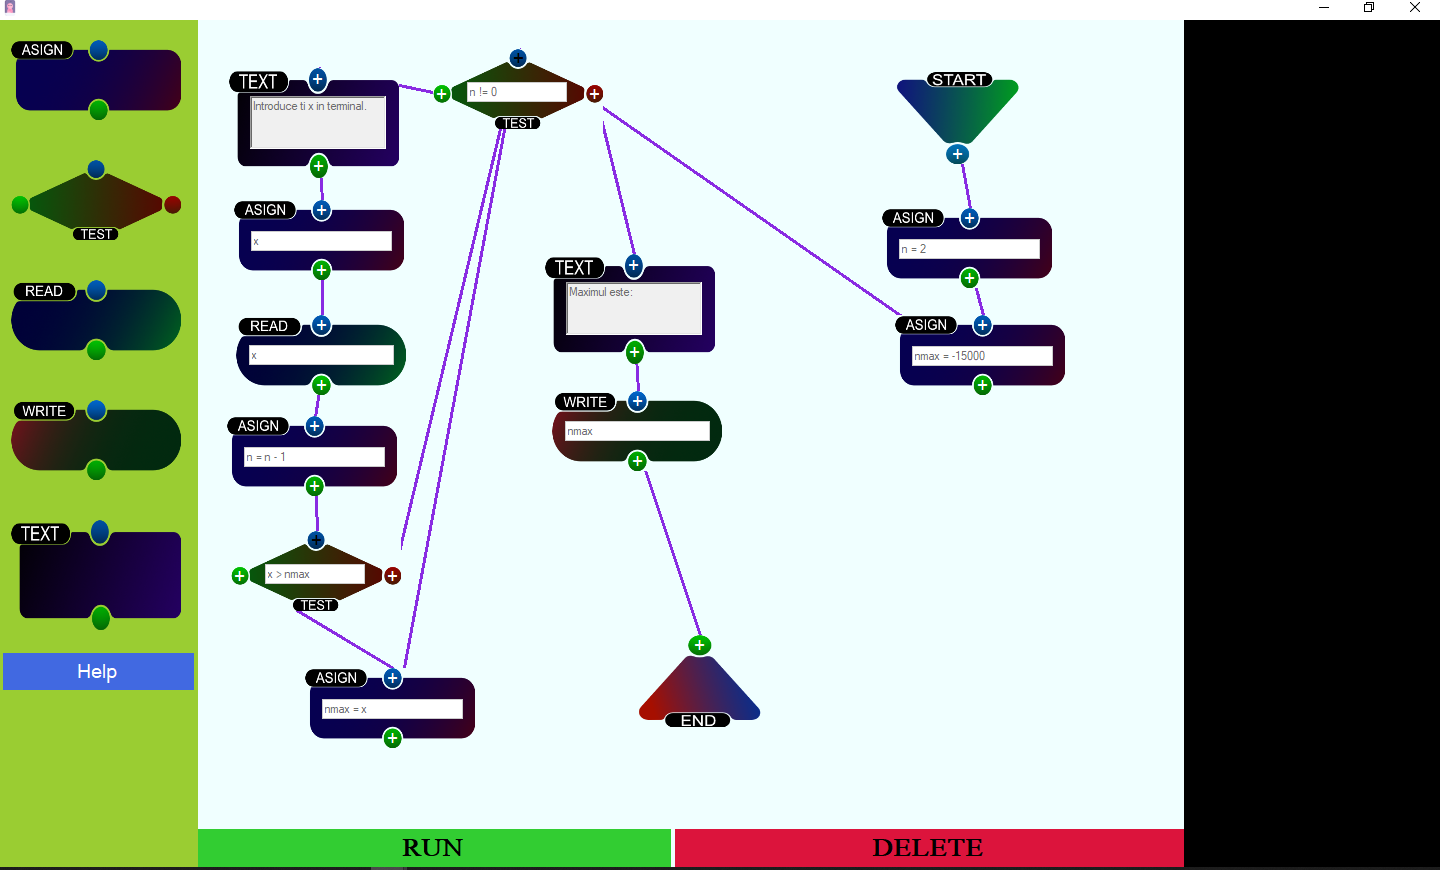 ASIGN
TEST
READ
WRITE
TEXT
Help
TEXT
Introduce ti x in terminal.
ASIGN
x
READ
x
ASIGN
n = n - 1
x > nmax
TEST
ASIGN
nmax = x
n != 0
TEST
TEXT
Maximul este:
WRITE
nmax
END
START
ASIGN
n = 2
ASIGN
nmax = -15000
RUN
DELETE